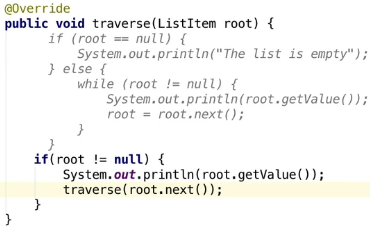 @Override
public void traverse(ListItem root) {
if (root == null) {
System.out.println("The list is empty");
} else {
while (root != null) {
System.out.println(root.getValue());
root = root.next();
}
}
if(root != null) {
System.out.println(root.getValue());
traverse(root.next());
}
}